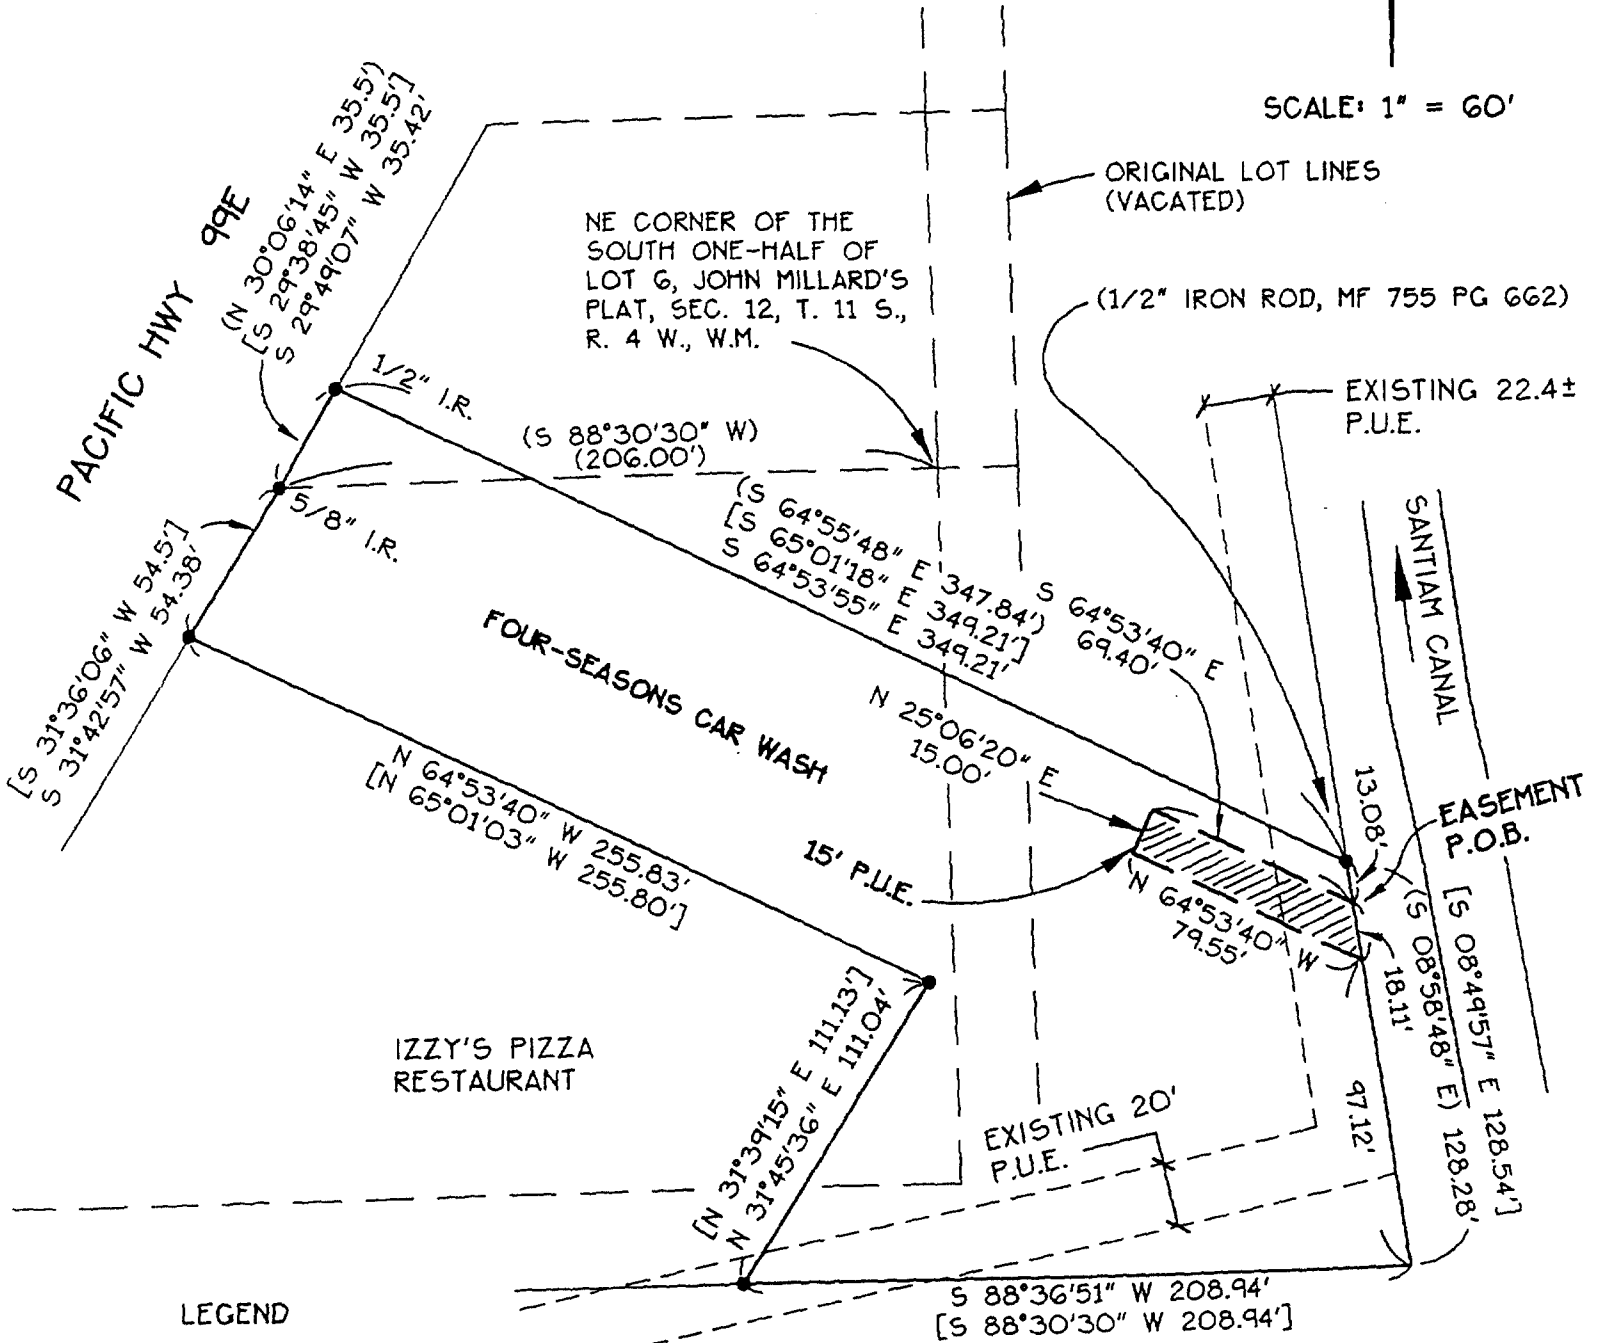 SCALE: 1" = 60'
ORIGINAL LOT LINES
(VACATED)
(N 30°06'14" E 35.5')
[S 29°38'45" W 35.5']
S 29°49'07" W 35.42'
PACIFIC HWY 99E
NE CORNER OF THE
SOUTH ONE-HALF OF
LOT 6, JOHN MILLARD'S
PLAT, SEC. 12, T. 11 S.,
R. 4 W., W.M.
(1/2" IRON ROD, MF 755 PG 662)
EXISTING 22.4±
P.U.E.
1/2" I.R.
(S 88°30'30" W)
(206.00')
5/8" I.R.
(S 64°55'48" E 347.84')
[S 65°01'18" E 349.21']
S 64°53'55" E 349.21'
S 64°53'40" E
69.40'
SANTIAM CANAL
[S 31°36'06" W 54.5']
S 31°42'57" W 54.38'
FOUR-SEASONS CAR WASH
N 25°06'20" E
15.00'
N 64°53'40" W 255.83'
[N 65°01'03" W 255.80']
13.08'
EASEMENT
P.O.B.
15' P.U.E.
N 64°53'40" W
79.55'
18.11'
(S 08°58'48" E) 128.28'
[S 08°49'57" E 128.54']
97.12'
IZZY'S PIZZA
RESTAURANT
[N 31°39'15" E 111.13']
N 31°45'36" E 111.04'
EXISTING 20'
P.U.E.
LEGEND
S 88°36'51" W 208.94'
[S 88°30'30" W 208.94']